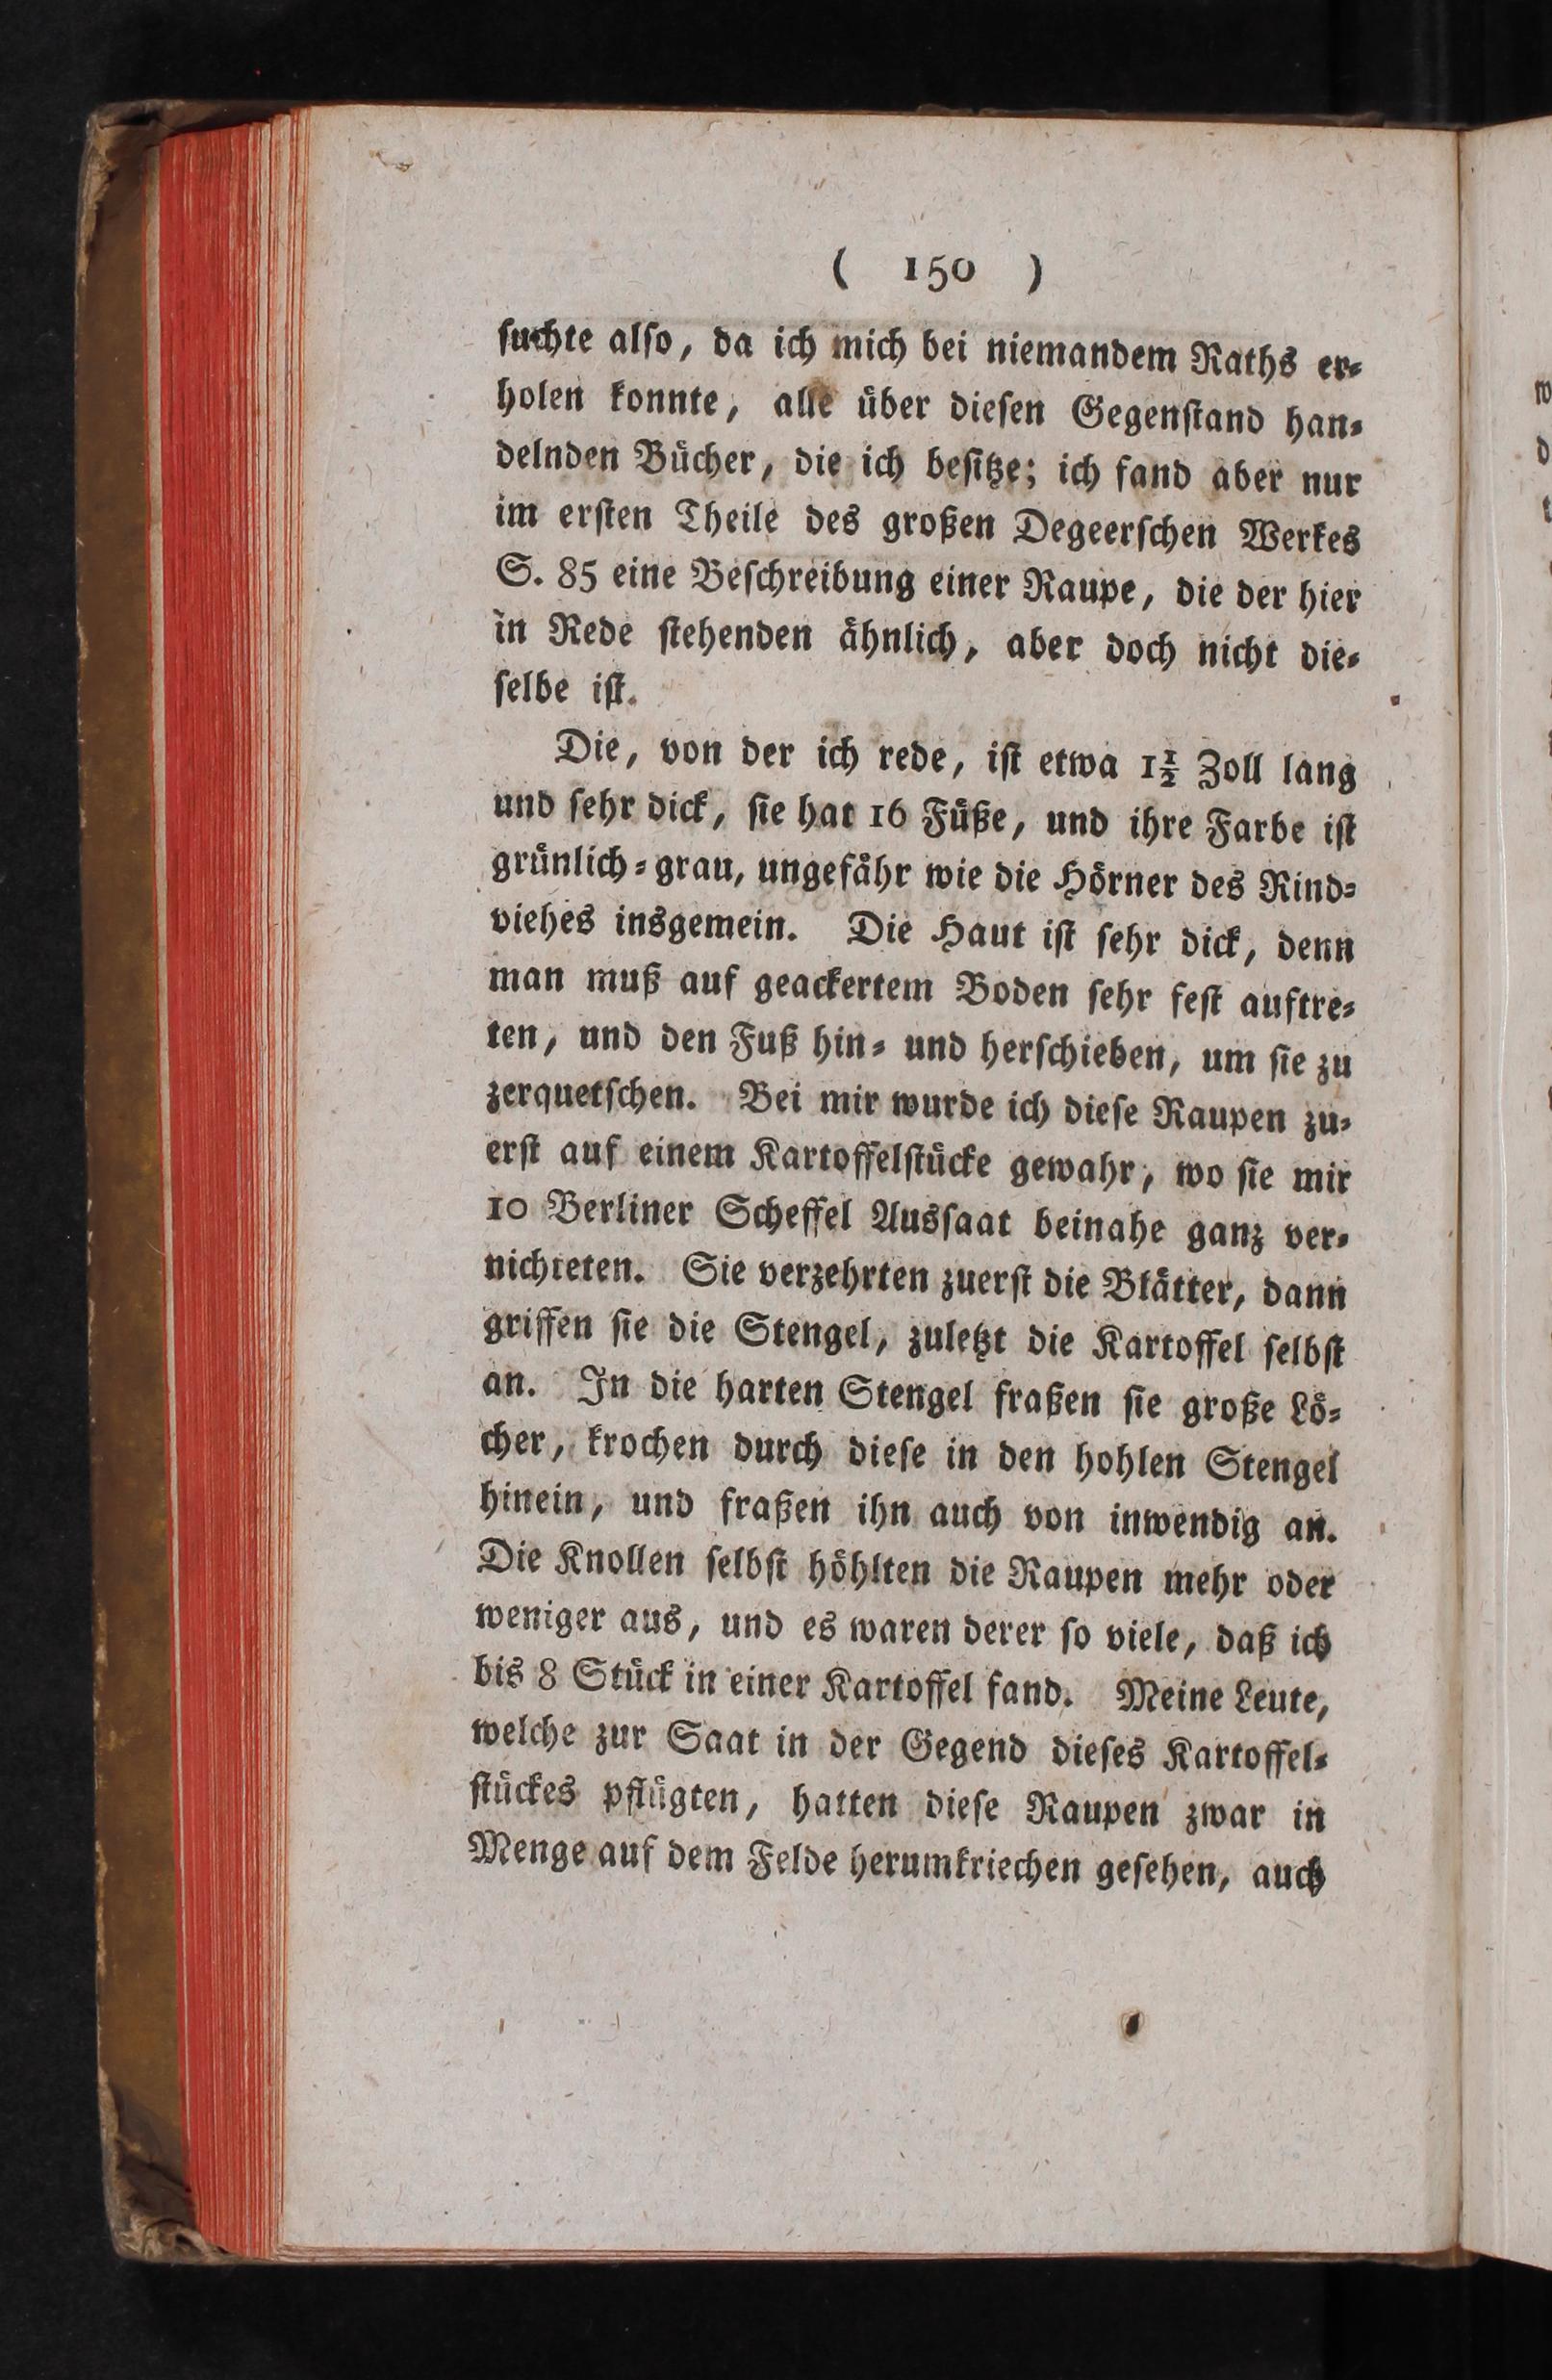 ( 150 )
ſuchte alſo, da ich mich bei niemandem Raths er⸗
holen konnte, alle über dieſen Gegenſtand han⸗
delnden Bücher, die ich beſitze; ich fand aber nur
im erſten Theile des großen Degeerſchen Werkes
S. 85 eine Beſchreibung einer Raupe, die der hier
in Rede ſtehenden ähnlich, aber doch nicht die⸗
ſelbe iſt.
Die, von der ich rede, iſt etwa 1½ Zoll lang
und ſehr dick, ſie hat 16 Füße, und ihre Farbe iſt
grünlich⸗grau, ungefähr wie die Hörner des Rind⸗
viehes insgemein. Die Haut iſt ſehr dick, denn
man muß auf geackertem Boden ſehr feſt auftre⸗
ten, und den Fuß hin⸗ und herſchieben, um ſie zu
zerquetſchen. Bei mir wurde ich dieſe Raupen zu⸗
erſt auf einem Kartoffelſtücke gewahr, wo ſie mir
10 Berliner Scheffel Ausſaat beinahe ganz ver⸗
nichteten. Sie verzehrten zuerſt die Blätter, dann
griffen ſie die Stengel, zuletzt die Kartoffel ſelbſt
an. In die harten Stengel fraßen ſie große Lö⸗
cher, krochen durch dieſe in den hohlen Stengel
hinein, und fraßen ihn auch von inwendig an.
Die Knollen ſelbſt höhlten die Raupen mehr oder
weniger aus, und es waren derer ſo viele, daß ich
bis 8 Stück in einer Kartoffel fand. Meine Leute,
welche zur Saat in der Gegend dieſes Kartoffel⸗
ſtückes pflügten, hatten dieſe Raupen zwar in
Menge auf dem Felde herumkriechen geſehen, auch